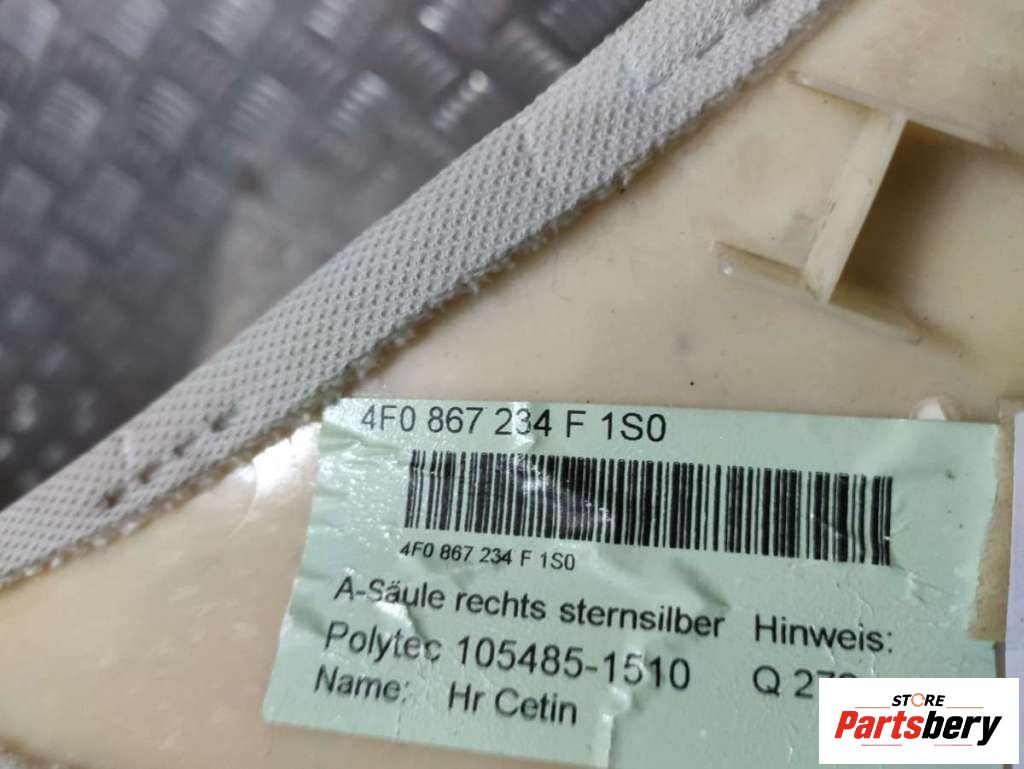 4F0 867 234 F 1S0
4F0 867 234 F 1S0
A-Säule rechts sternsilber Hinweis:
Polytec 105485-1510 Q
Name: Hr Cetin
STORE
Partsbery